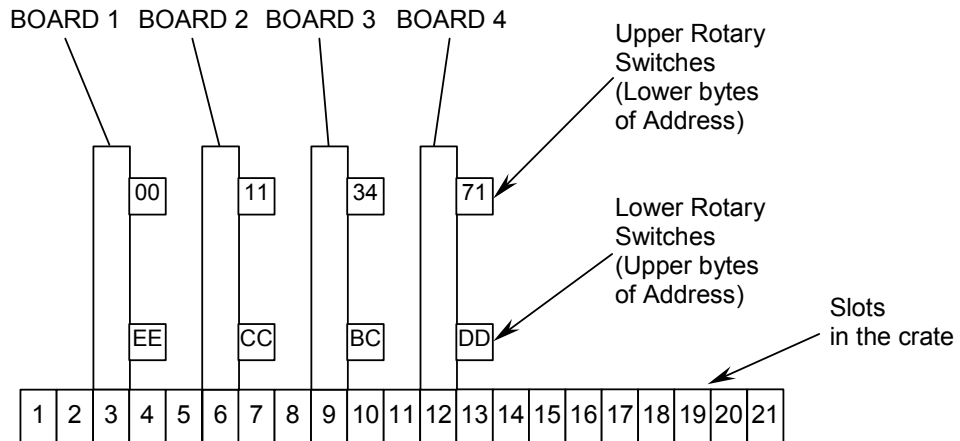 BOARD 1 BOARD 2 BOARD 3 BOARD 4
Upper Rotary
Switches
(Lower bytes
of Address)
00 11 34 71
Lower Rotary
Switches
(Upper bytes
of Address)
Slots
in the crate
EE CC BC DD
1 2 3 4 5 6 7 8 9 10 11 12 13 14 15 16 17 18 19 20 21